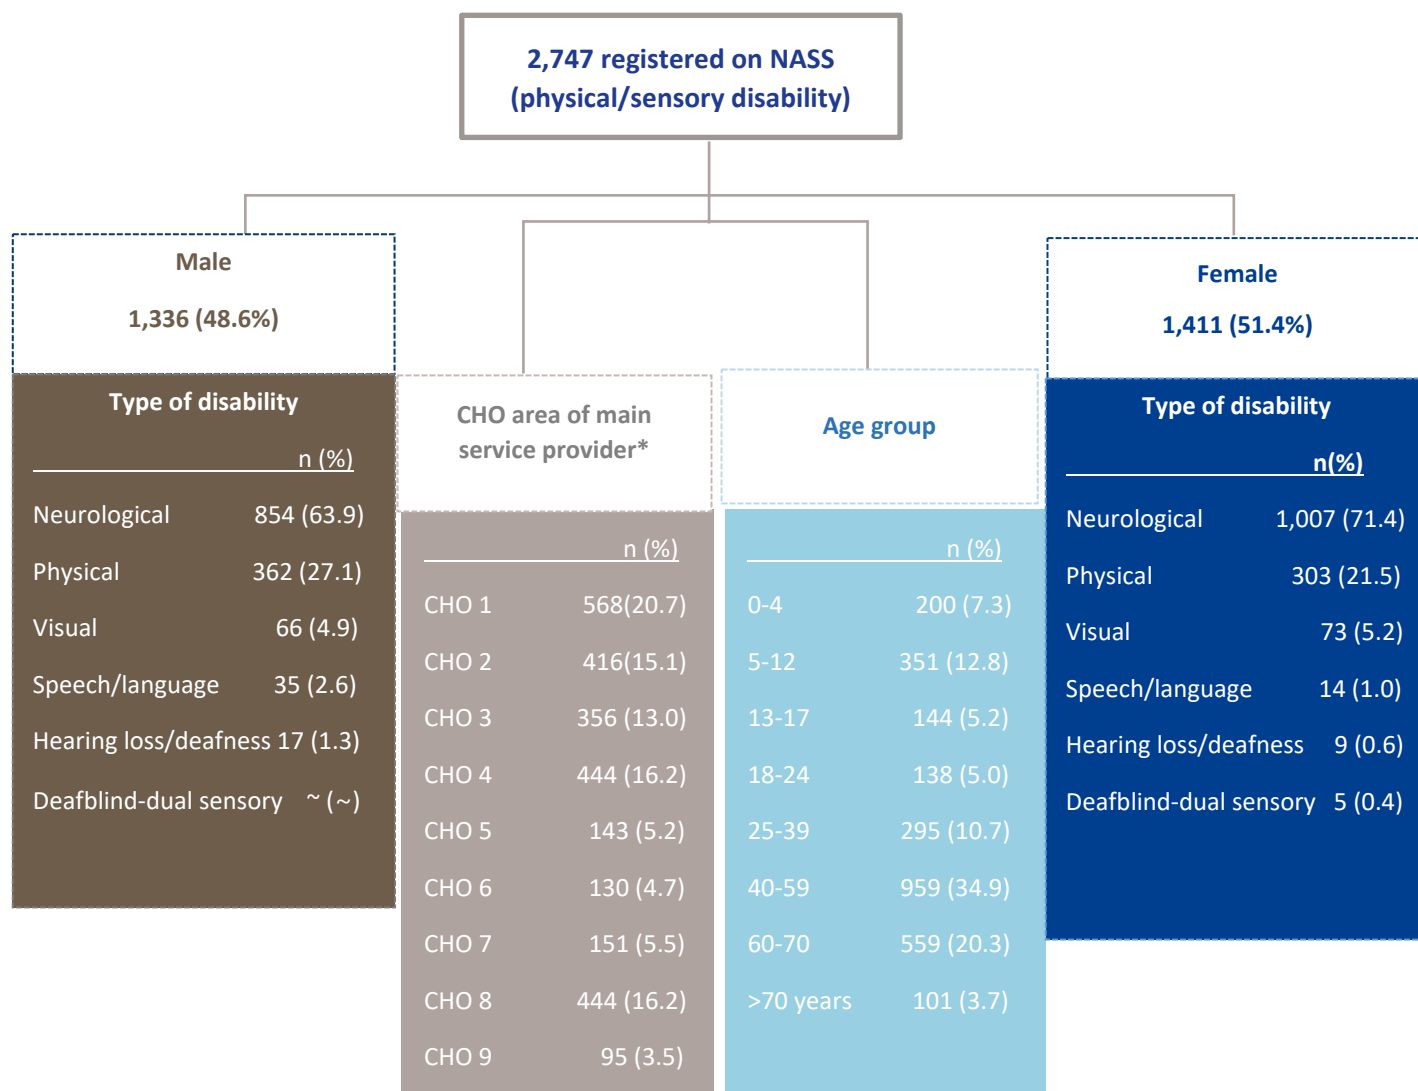 2,747 registered on NASS
(physical/sensory disability)
Male
1,336 (48.6%)
Type of disability
n (%)
Neurological 854 (63.9)
Physical 362 (27.1)
Visual 66 (4.9)
Speech/language 35 (2.6)
Hearing loss/deafness 17 (1.3)
Deafblind-dual sensory ~ (~)
CHO area of main
service provider*
n (%)
CHO 1 568(20.7)
CHO 2 416(15.1)
CHO 3 356 (13.0)
CHO 4 444 (16.2)
CHO 5 143 (5.2)
CHO 6 130 (4.7)
CHO 7 151 (5.5)
CHO 8 444 (16.2)
CHO 9 95 (3.5)
Age group
n (%)
0-4 200 (7.3)
5-12 351 (12.8)
13-17 144 (5.2)
18-24 138 (5.0)
25-39 295 (10.7)
40-59 959 (34.9)
60-70 559 (20.3)
>70 years 101 (3.7)
Female
1,411 (51.4%)
Type of disability
n(%)
Neurological 1,007 (71.4)
Physical 303 (21.5)
Visual 73 (5.2)
Speech/language 14 (1.0)
Hearing loss/deafness 9 (0.6)
Deafblind-dual sensory 5 (0.4)